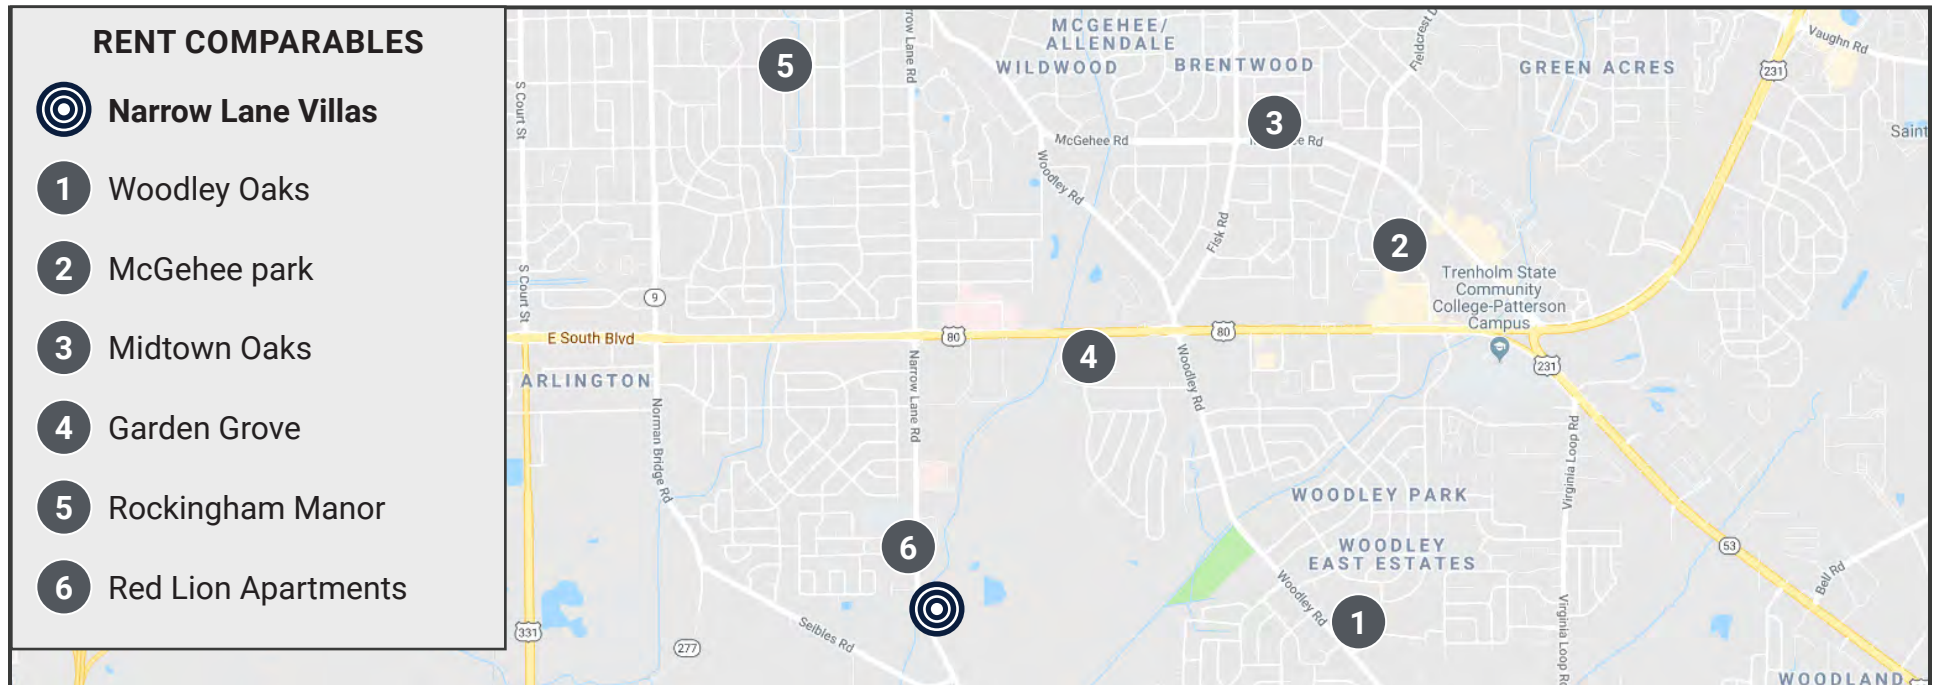 RENT COMPARABLES
Narrow Lane Villas
1 Woodley Oaks
2 McGehee park
3 Midtown Oaks
4 Garden Grove
5 Rockingham Manor
6 Red Lion Apartments
S Court St
S Court St
row Lane Rd
MCGEHEE/
ALLENDALE
WILDWOOD
BRENTWOOD
GREEN ACRES
Vaughn Rd
231
Saint
5
3
McGehee Rd
ee Rd
Woodley Rd
Fisk Rd
2
Trenholm State
Community
College-Patterson
Campus
9
E South Blvd
80
80
4
231
ARLINGTON
Norman Bridge Rd
Narrow Lane Rd
Woodley Rd
Virginia Loop Rd
WOODLEY PARK
WOODLEY
EAST ESTATES
53
6
Woodley Rd
1
Bell Rd
331
277
Seibles Rd
Virginia Loop R
WOODLAND